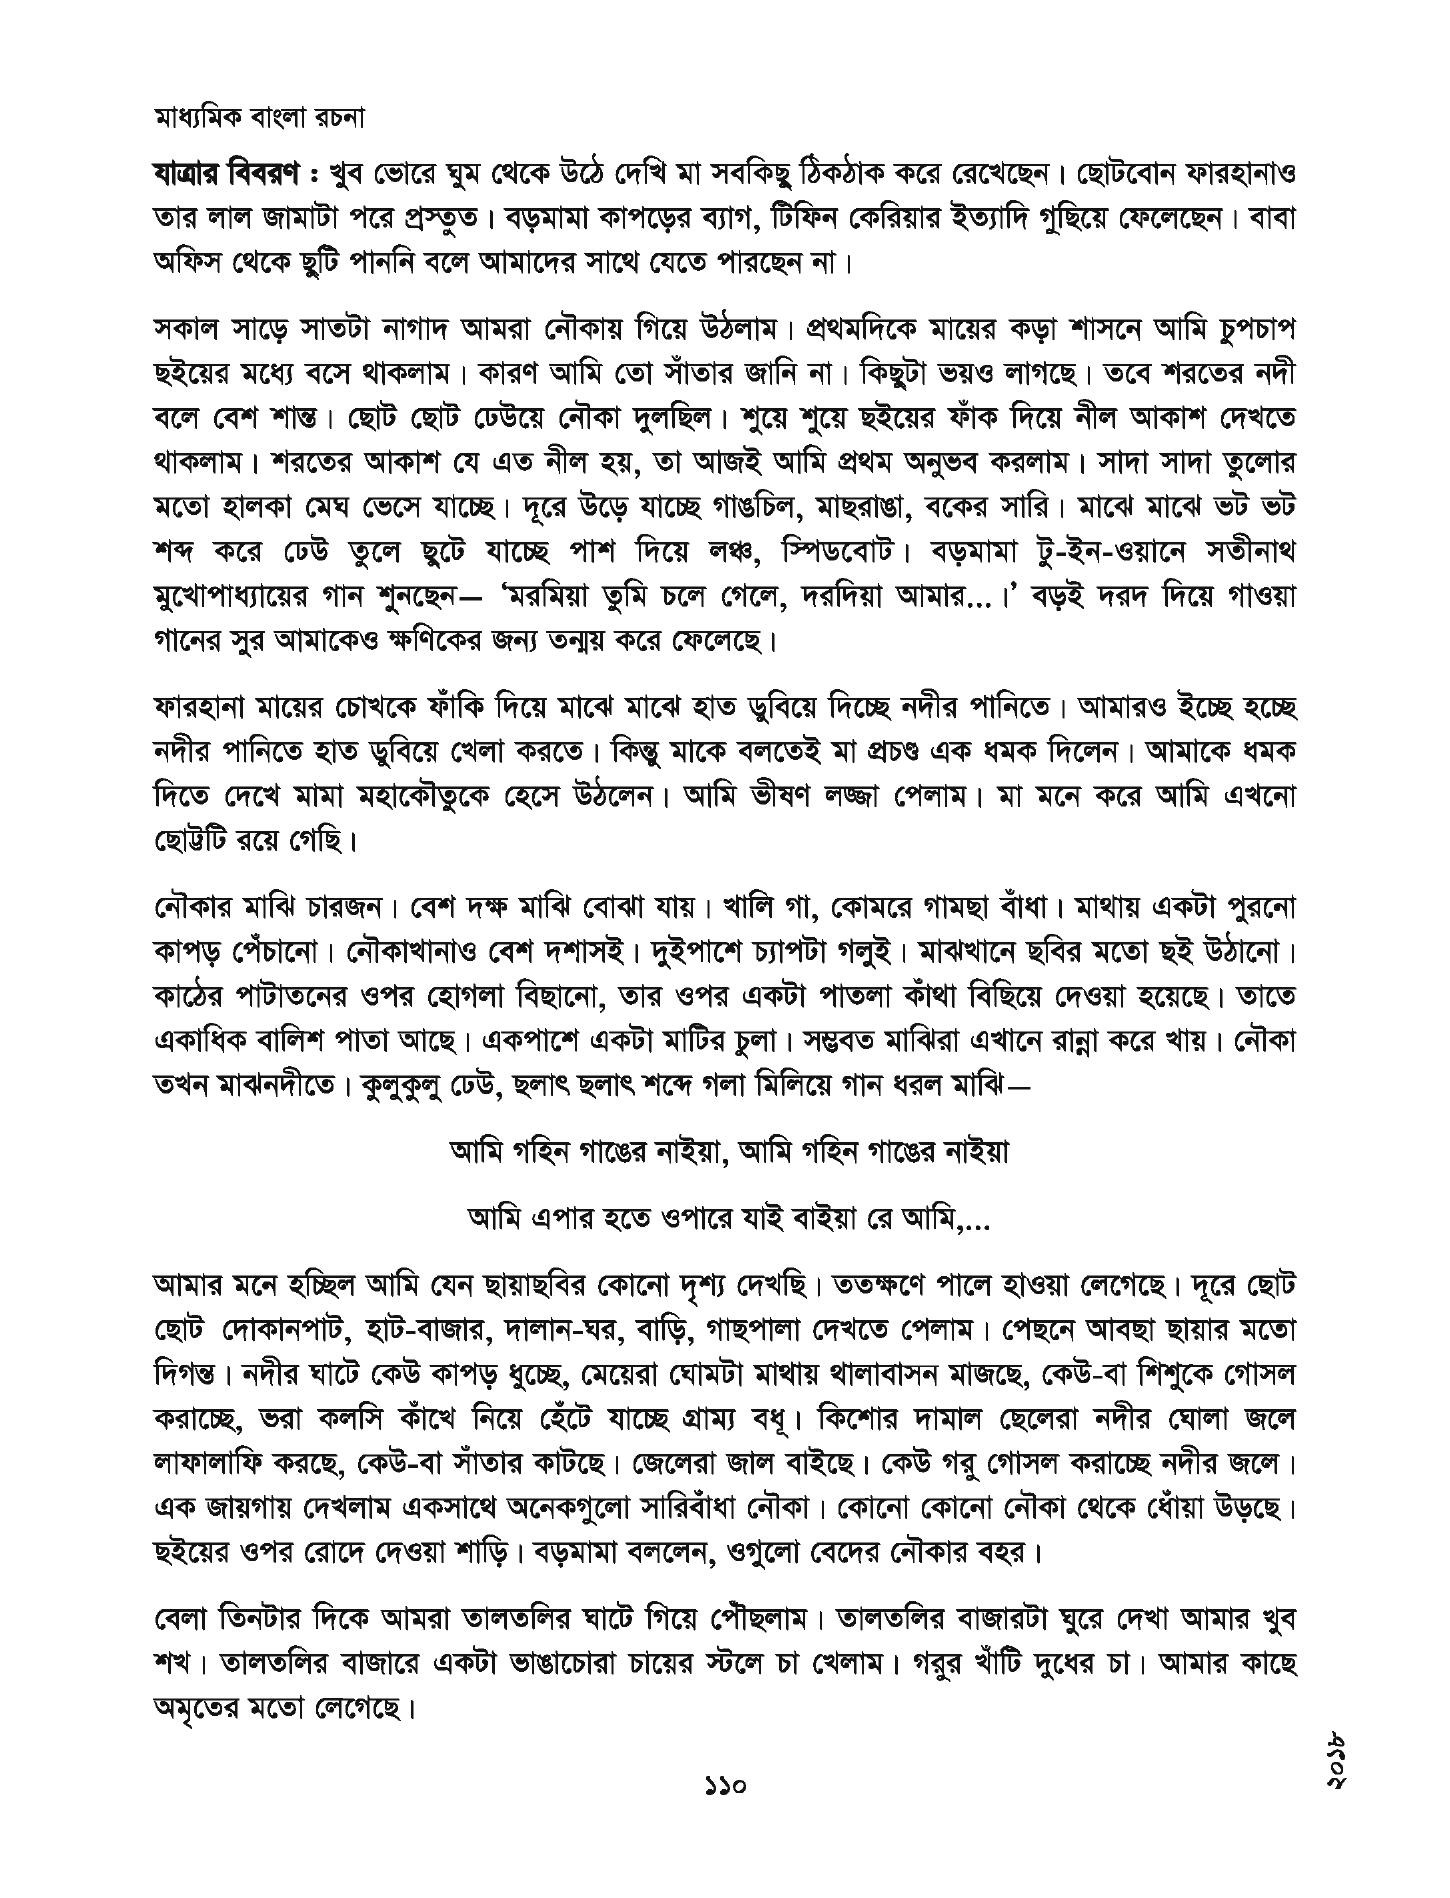 মাধ্যমিক বাংলা রচনা
যাত্রার বিবরণ : খুব ভোরে ঘুম থেকে উঠে দেখি মা সবকিছু ঠিকঠাক করে রেখেছেন। ছোটবোন ফারহানাও
তার লাল জামাটা পরে প্রস্তুত। বড়মামা কাপড়ের ব্যাগ, টিফিন কেরিয়ার ইত্যাদি গুছিয়ে ফেলেছেন। বাবা
অফিস থেকে ছুটি পাননি বলে আমাদের সাথে যেতে পারছেন না।
সকাল সাড়ে সাতটা নাগাদ আমরা নৌকায় গিয়ে উঠলাম। প্রথমদিকে মায়ের কড়া শাসনে আমি চুপচাপ
ছইয়ের মধ্যে বসে থাকলাম। কারণ আমি তো সাঁতার জানি না। কিছুটা ভয়ও লাগছে। তবে শরতের নদী
বলে বেশ শান্ত। ছোট ছোট ঢেউয়ে নৌকা দুলছিল। শুয়ে শুয়ে ছইয়ের ফাঁক দিয়ে নীল আকাশ দেখতে
থাকলাম। শরতের আকাশ যে এত নীল হয়, তা আজই আমি প্রথম অনুভব করলাম। সাদা সাদা তুলোর
মতো হালকা মেঘ ভেসে যাচ্ছে। দূরে উড়ে যাচ্ছে গাঙচিল, মাছরাঙা, বকের সারি। মাঝে মাঝে ভট ভট
শব্দ করে ঢেউ তুলে ছুটে যাচ্ছে পাশ দিয়ে লঞ্চ, স্পিডবোট। বড়মামা টু-ইন-ওয়ানে সতীনাথ
মুখোপাধ্যায়ের গান শুনছেন— ‘মরমিয়া তুমি চলে গেলে, দরদিয়া আমার...।’ বড়ই দরদ দিয়ে গাওয়া
গানের সুর আমাকেও ক্ষণিকের জন্য তন্ময় করে ফেলেছে।
ফারহানা মায়ের চোখকে ফাঁকি দিয়ে মাঝে মাঝে হাত ডুবিয়ে দিচ্ছে নদীর পানিতে। আমারও ইচ্ছে হচ্ছে
নদীর পানিতে হাত ডুবিয়ে খেলা করতে। কিন্তু মাকে বলতেই মা প্রচণ্ড এক ধমক দিলেন। আমাকে ধমক
দিতে দেখে মামা মহাকৌতুকে হেসে উঠলেন। আমি ভীষণ লজ্জা পেলাম। মা মনে করে আমি এখনো
ছোট্টটি রয়ে গেছি।
নৌকার মাঝি চারজন। বেশ দক্ষ মাঝি বোঝা যায়। খালি গা, কোমরে গামছা বাঁধা। মাথায় একটা পুরনো
কাপড় পেঁচানো। নৌকাখানাও বেশ দশাসই। দুইপাশে চ্যাপটা গলুই। মাঝখানে ছবির মতো ছই উঠানো।
কাঠের পাটাতনের ওপর হোগলা বিছানো, তার ওপর একটা পাতলা কাঁথা বিছিয়ে দেওয়া হয়েছে। তাতে
একাধিক বালিশ পাতা আছে। একপাশে একটা মাটির চুলা। সম্ভবত মাঝিরা এখানে রান্না করে খায়। নৌকা
তখন মাঝনদীতে। কুলুকুলু ঢেউ, ছলাৎ ছলাৎ শব্দে গলা মিলিয়ে গান ধরল মাঝি—
আমি গহিন গাঙের নাইয়া, আমি গহিন গাঙের নাইয়া
আমি এপার হতে ওপারে যাই বাইয়া রে আমি,...
আমার মনে হচ্ছিল আমি যেন ছায়াছবির কোনো দৃশ্য দেখছি। ততক্ষণে পালে হাওয়া লেগেছে। দূরে ছোট
ছোট দোকানপাট, হাট-বাজার, দালান-ঘর, বাড়ি, গাছপালা দেখতে পেলাম। পেছনে আবছা ছায়ার মতো
দিগন্ত। নদীর ঘাটে কেউ কাপড় ধুচ্ছে, মেয়েরা ঘোমটা মাথায় থালাবাসন মাজছে, কেউ-বা শিশুকে গোসল
করাচ্ছে, ভরা কলসি কাঁখে নিয়ে হেঁটে যাচ্ছে গ্রাম্য বধূ। কিশোর দামাল ছেলেরা নদীর ঘোলা জলে
লাফালাফি করছে, কেউ-বা সাঁতার কাটছে। জেলেরা জাল বাইছে। কেউ গরু গোসল করাচ্ছে নদীর জলে।
এক জায়গায় দেখলাম একসাথে অনেকগুলো সারিবাঁধা নৌকা। কোনো কোনো নৌকা থেকে ধোঁয়া উড়ছে।
ছইয়ের ওপর রোদে দেওয়া শাড়ি। বড়মামা বললেন, ওগুলো বেদের নৌকার বহর।
বেলা তিনটার দিকে আমরা তালতলির ঘাটে গিয়ে পৌঁছলাম। তালতলির বাজারটা ঘুরে দেখা আমার খুব
শখ। তালতলির বাজারে একটা ভাঙাচোরা চায়ের স্টলে চা খেলাম। গরুর খাঁটি দুধের চা। আমার কাছে
অমৃতের মতো লেগেছে।
১১০
২০১৮